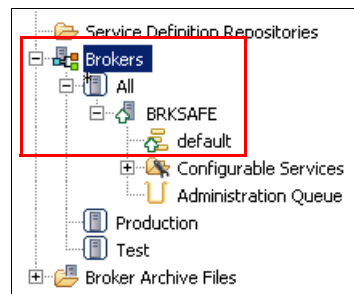 Service Definition Repositories
Brokers
All
BRKSAFE
default
Configurable Services
Administration Queue
Production
Test
Broker Archive Files